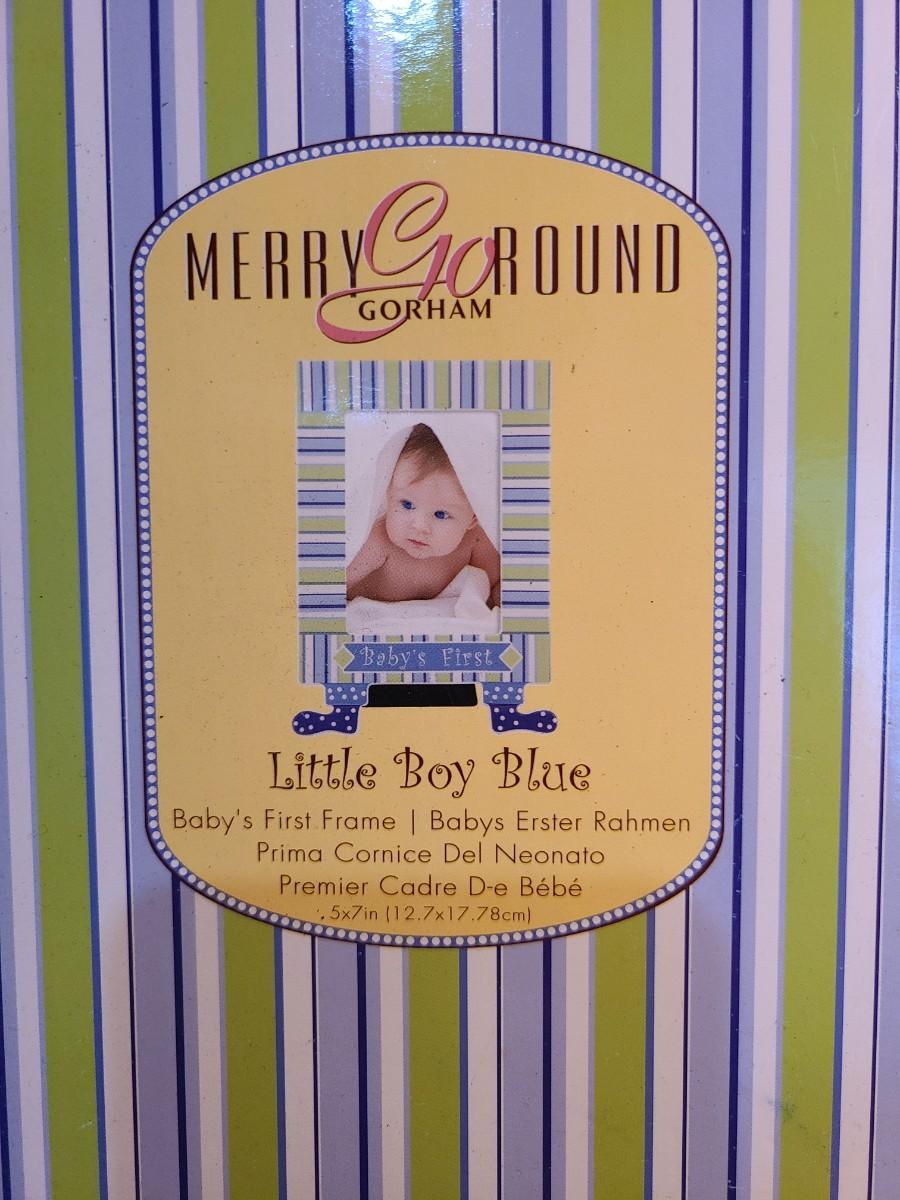 MERRY Go ROUND
GORHAM
Baby's First
Little Boy Blue
Baby's First Frame | Babys Erster Rahmen
Prima Cornice Del Neonato
Premier Cadre D-e Bébé
5x7in (12.7x17.78cm)